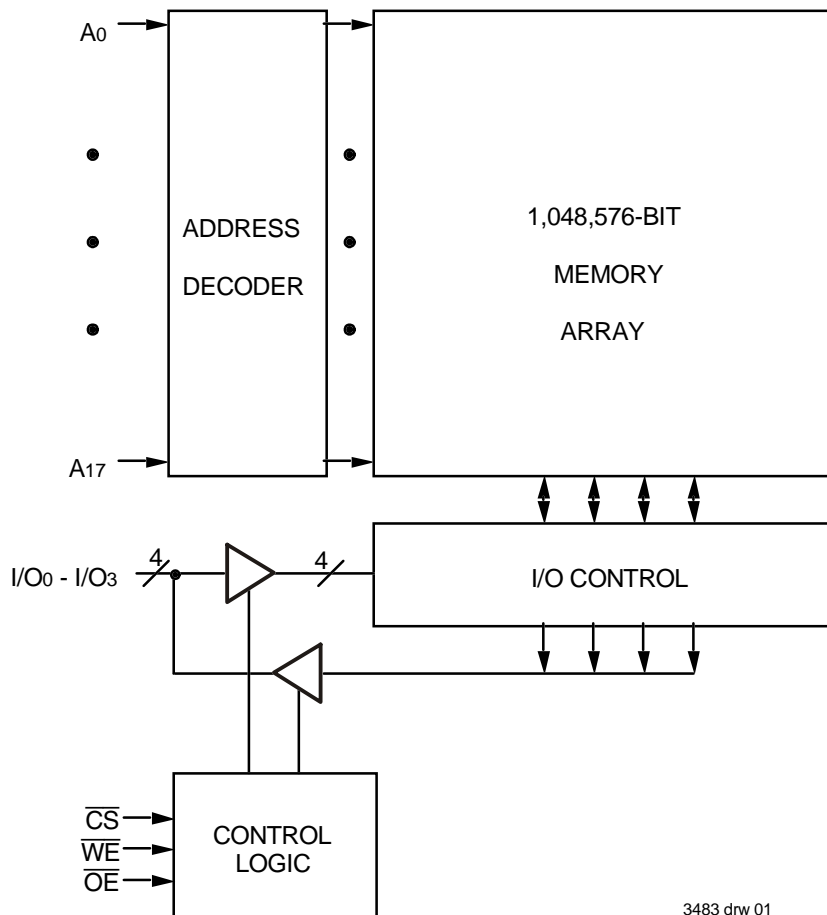 A0
ADDRESS
DECODER
1,048,576-BIT
MEMORY
ARRAY
A17
I/O0 - I/O3
4
4
I/O CONTROL
CS
WE
OE
CONTROL
LOGIC
3483 drw 01